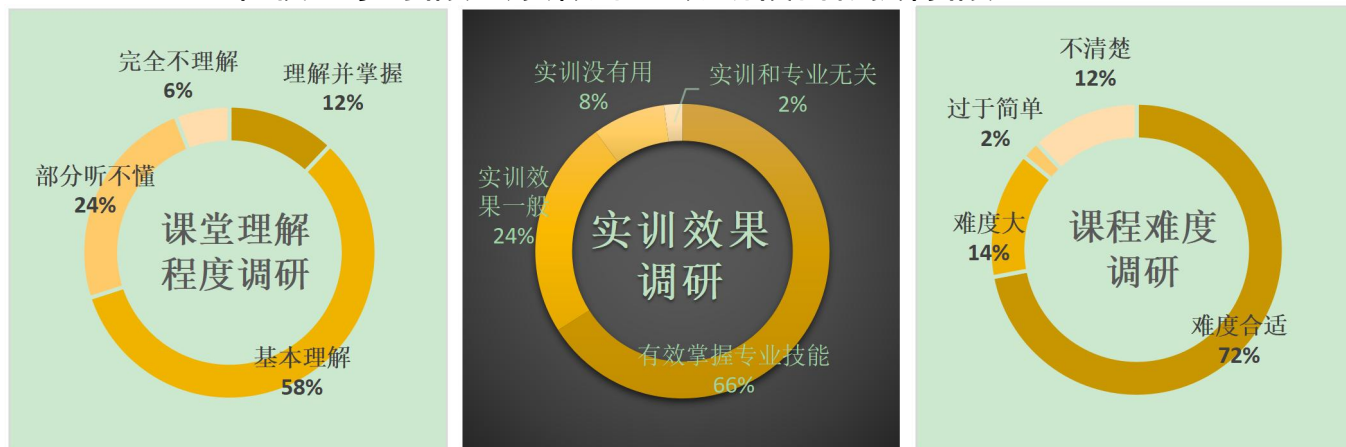 完全不理解
6%
理解并掌握
12%
部分听不懂
24%
课堂理解
程度调研
基本理解
58%
实训没有用
8%
实训和专业无关
2%
实训效
果一般
24%
实训效果
调研
有效掌握专业技能
66%
不清楚
12%
过于简单
2%
难度大
14%
课程难度
调研
难度合适
72%